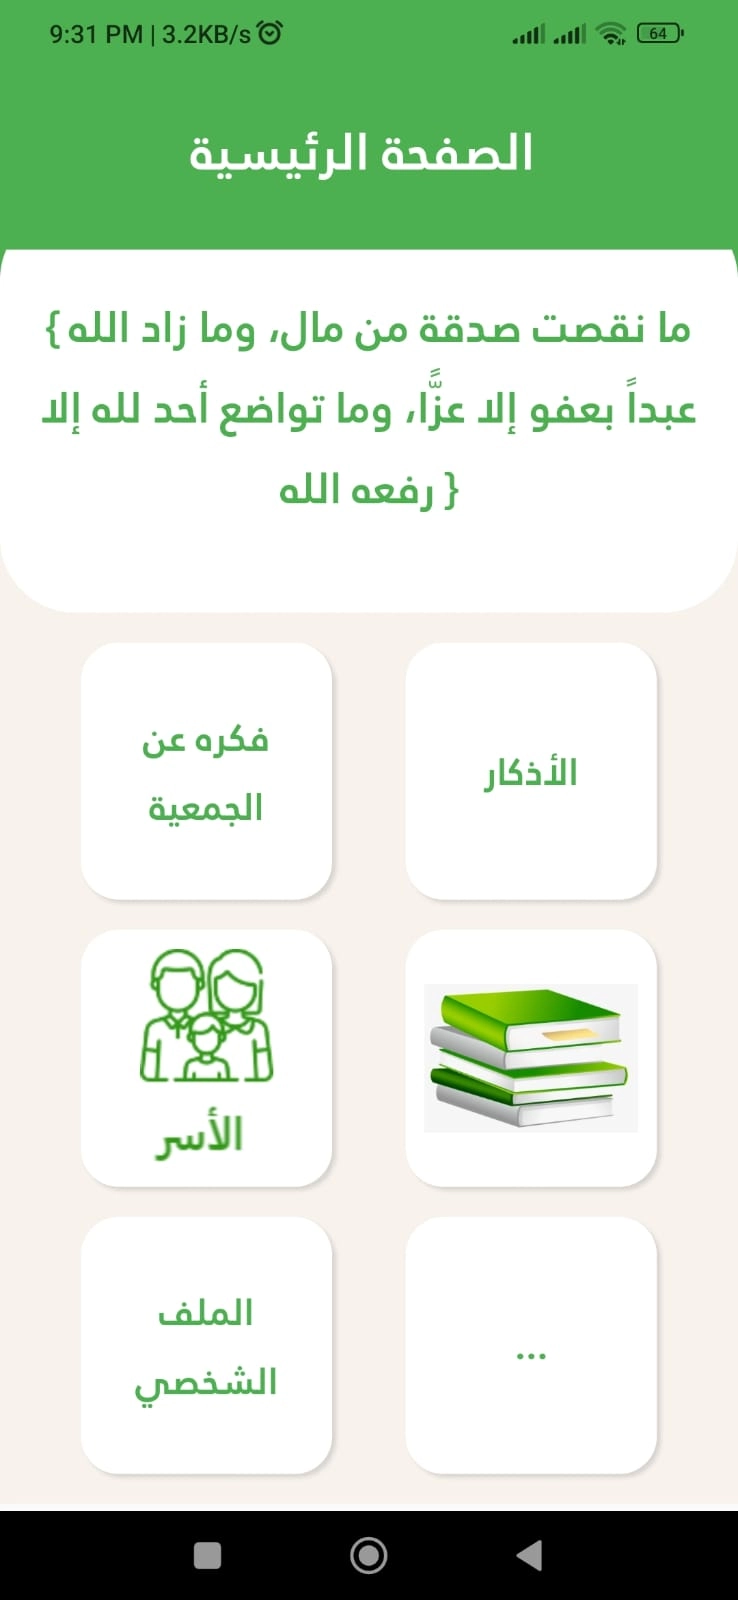 9:31 PM | 3.2KB/s
64
الصفحة الرئيسية
ما نقصت صدقة من مال، وما زاد الله }
عبداً بعفو إلا عزًّا، وما تواضع أحد لله إلا
{ رفعه الله
الأذكار
فكره عن
الجمعية
الأسر
...
الملف
الشخصي